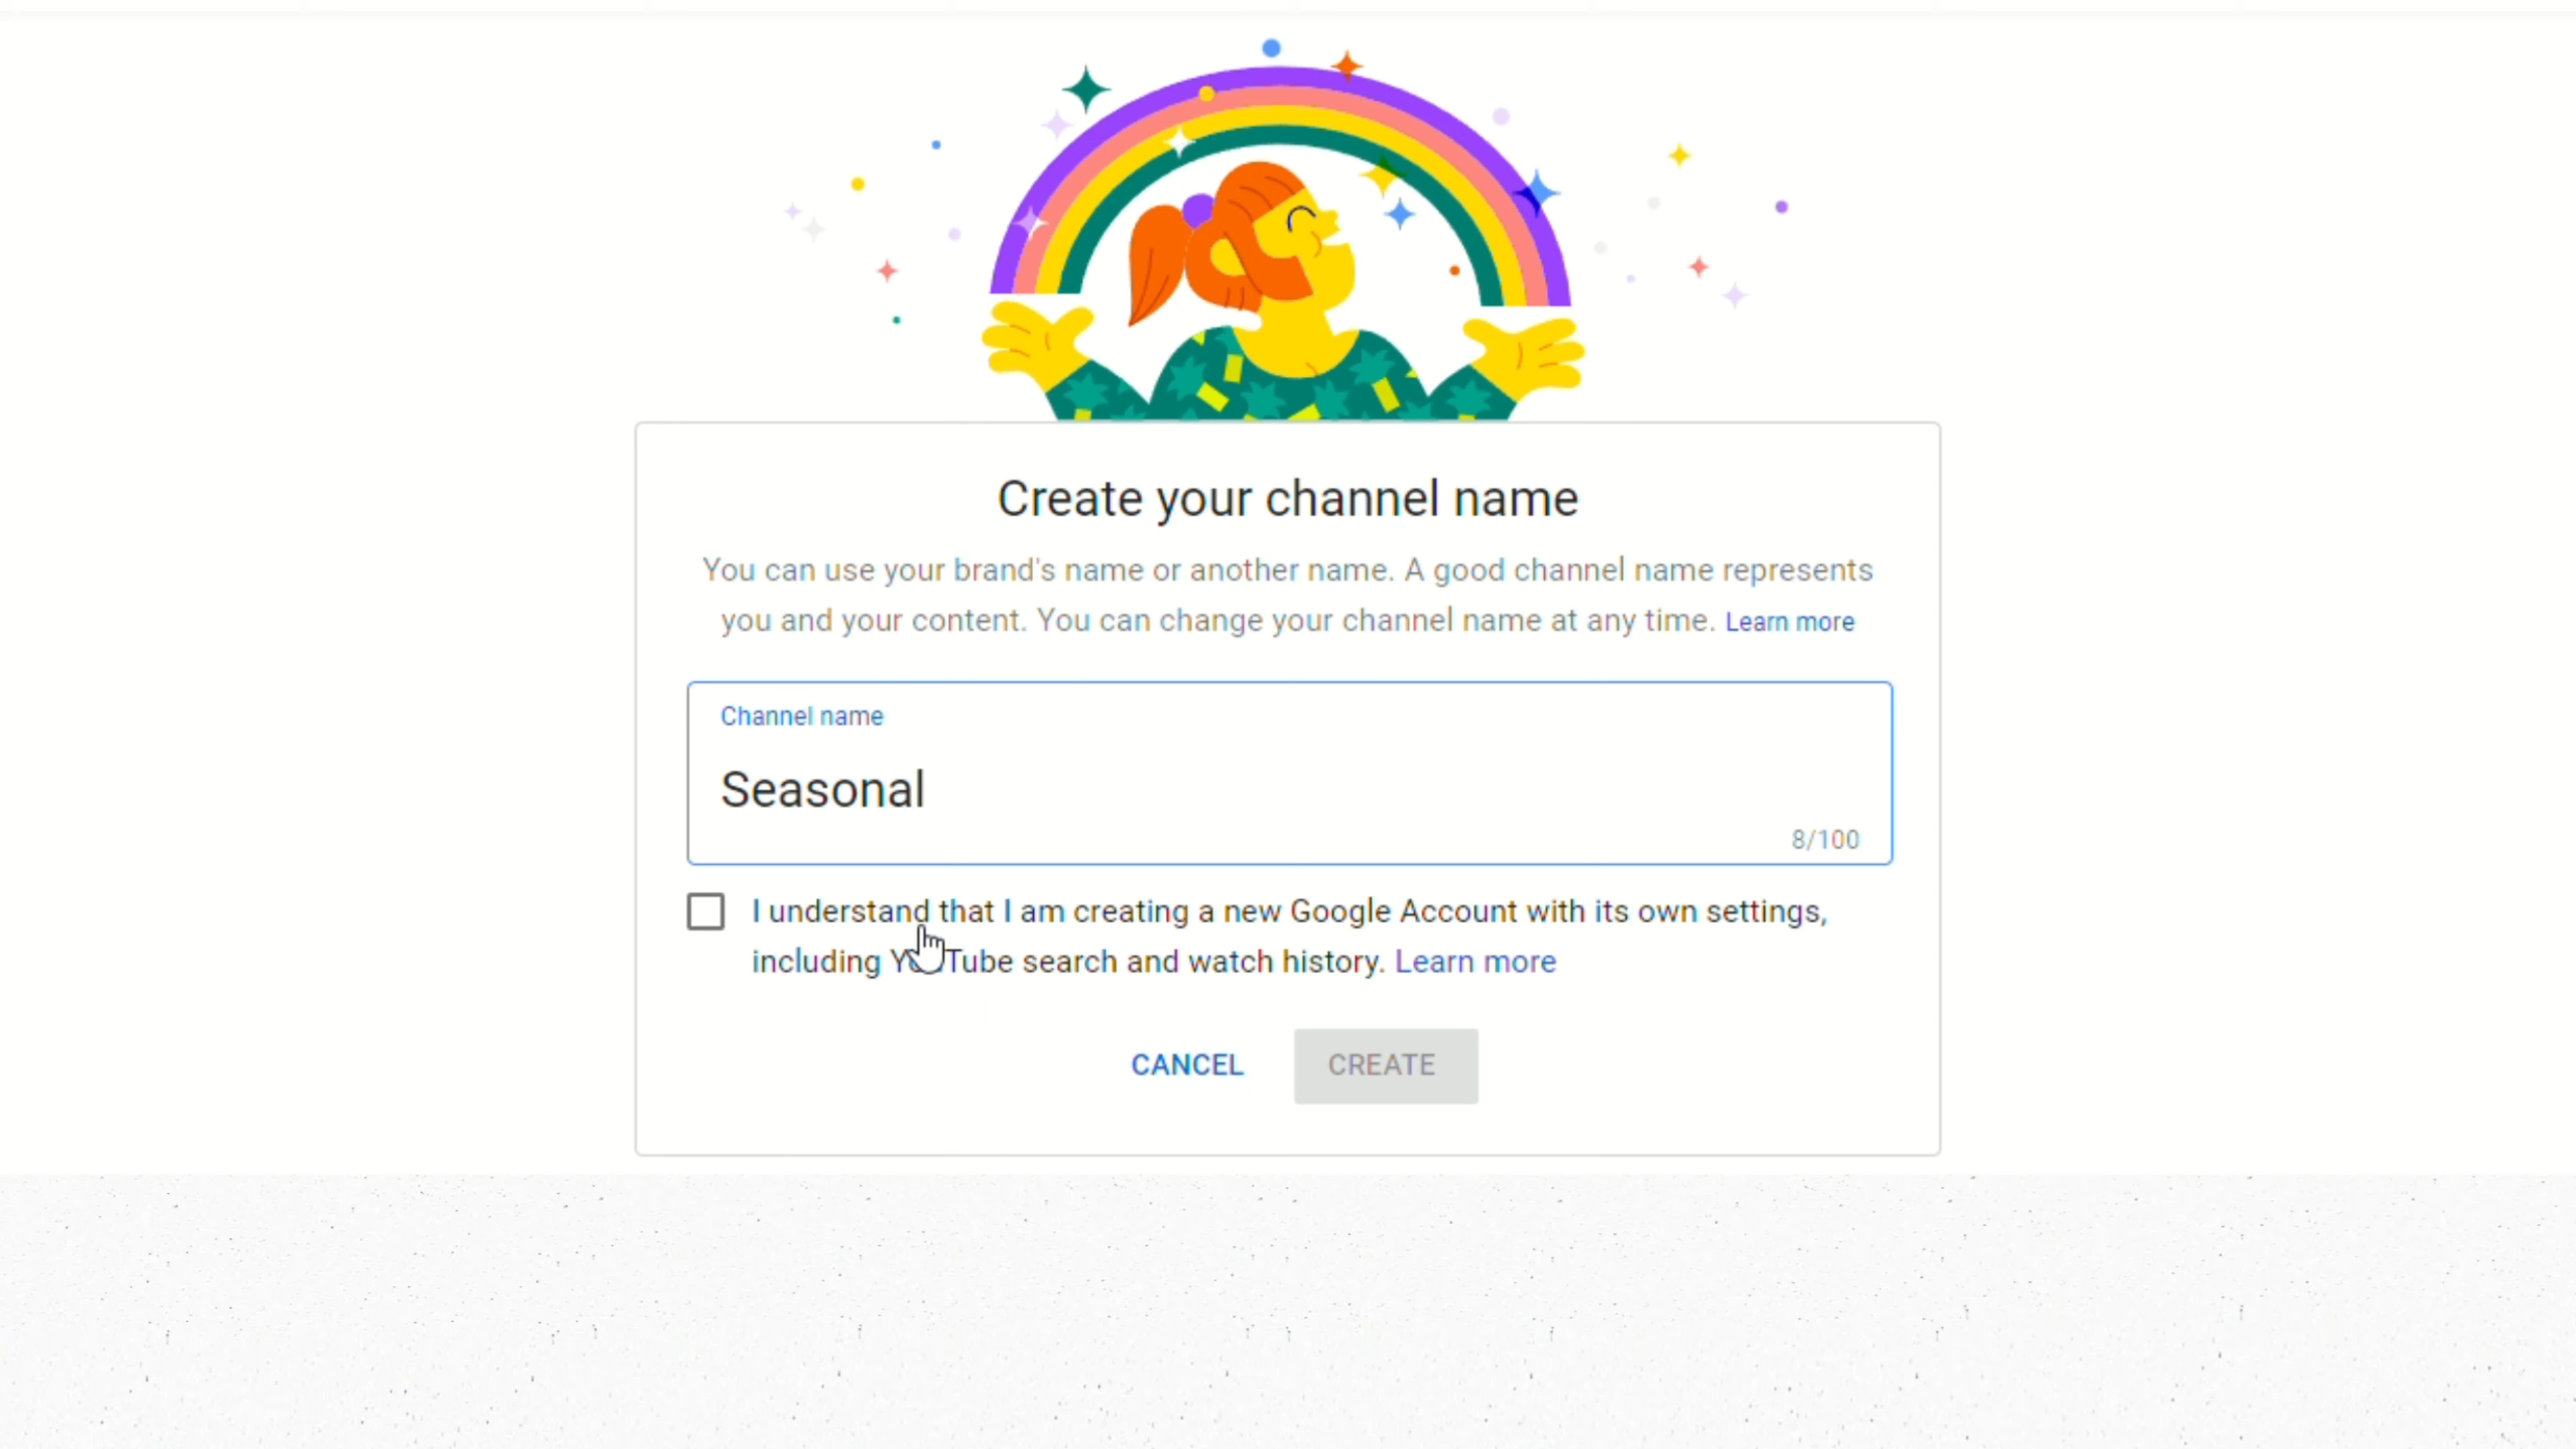 Create your channel name
You can use your brand's name or another name. A good channel name represents
you and your content. You can change your channel name at any time. Learn more
Channel name
Seasonal
8/100
I understand that I am creating a new Google Account with its own settings,
including YouTube search and watch history. Learn more
CANCEL CREATE